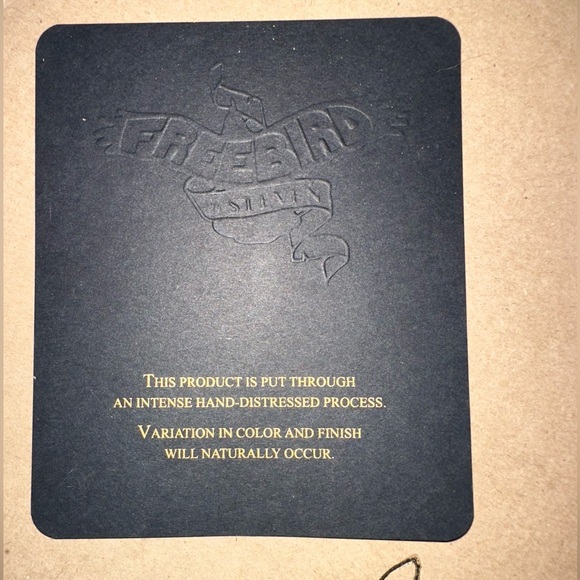 FREEBIRD
by STEVEN
THIS PRODUCT IS PUT THROUGH
AN INTENSE HAND-DISTRESSED PROCESS.
VARIATION IN COLOR AND FINISH
WILL NATURALLY OCCUR.